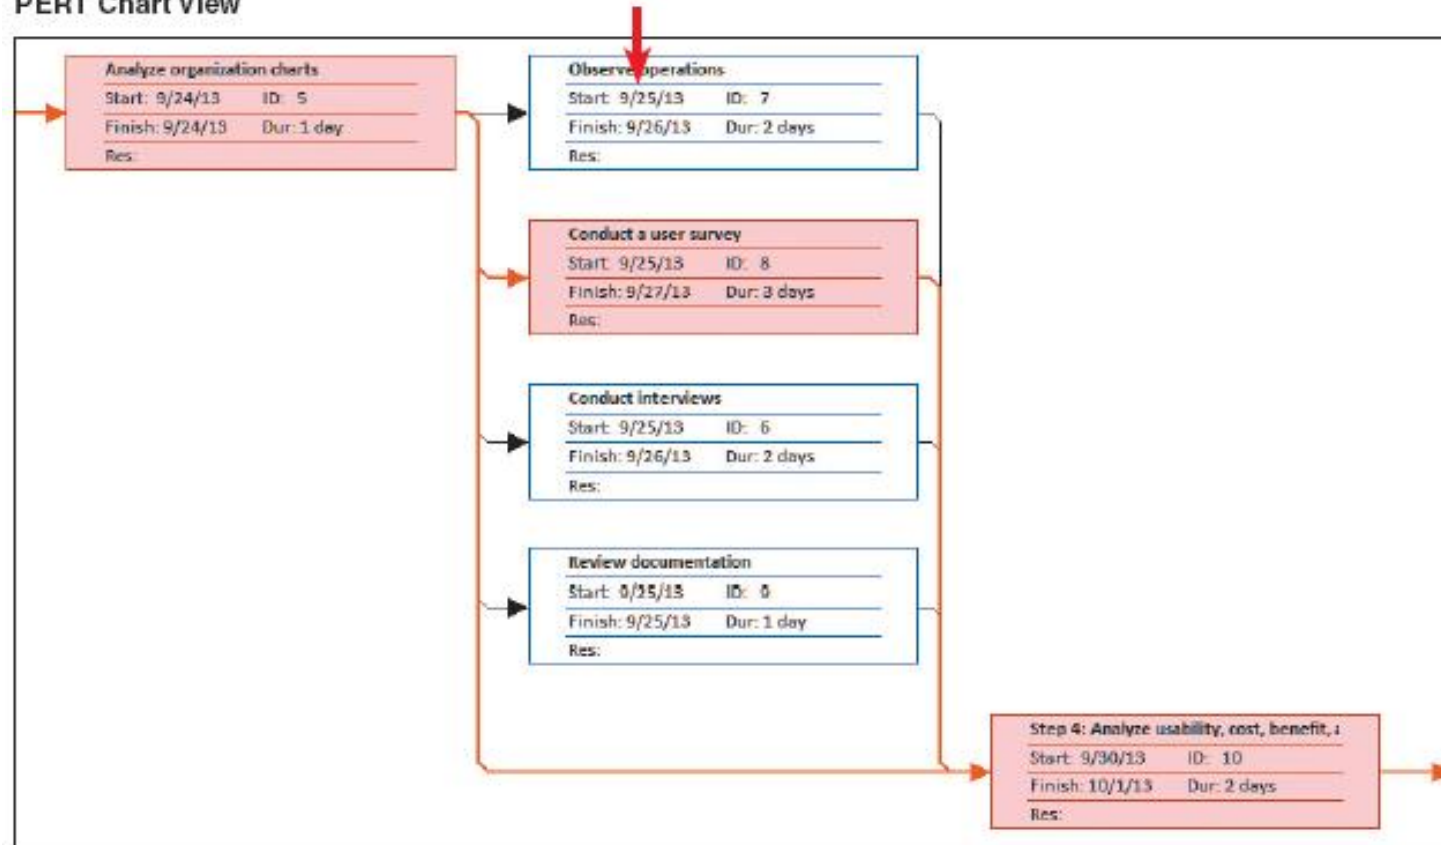 PERT Chart View
Analyze organization charts
Start: 9/24/13 ID: 5
Finish: 9/24/13 Dur: 1 day
Res:
Observe operations
Start: 9/25/13 ID: 7
Finish: 9/26/13 Dur: 2 days
Res:
Conduct a user survey
Start: 9/25/13 ID: 8
Finish: 9/27/13 Dur: 3 days
Res:
Conduct interviews
Start: 9/25/13 ID: 6
Finish: 9/26/13 Dur: 2 days
Res:
Review documentation
Start: ID:
Finish: 9/25/13 Dur: 1 day
Res:
Step 4: Analyze usability, cost, benefit,
Start: 9/30/13 ID: 10
Finish: 10/1/13 Dur: 2 days
Res: